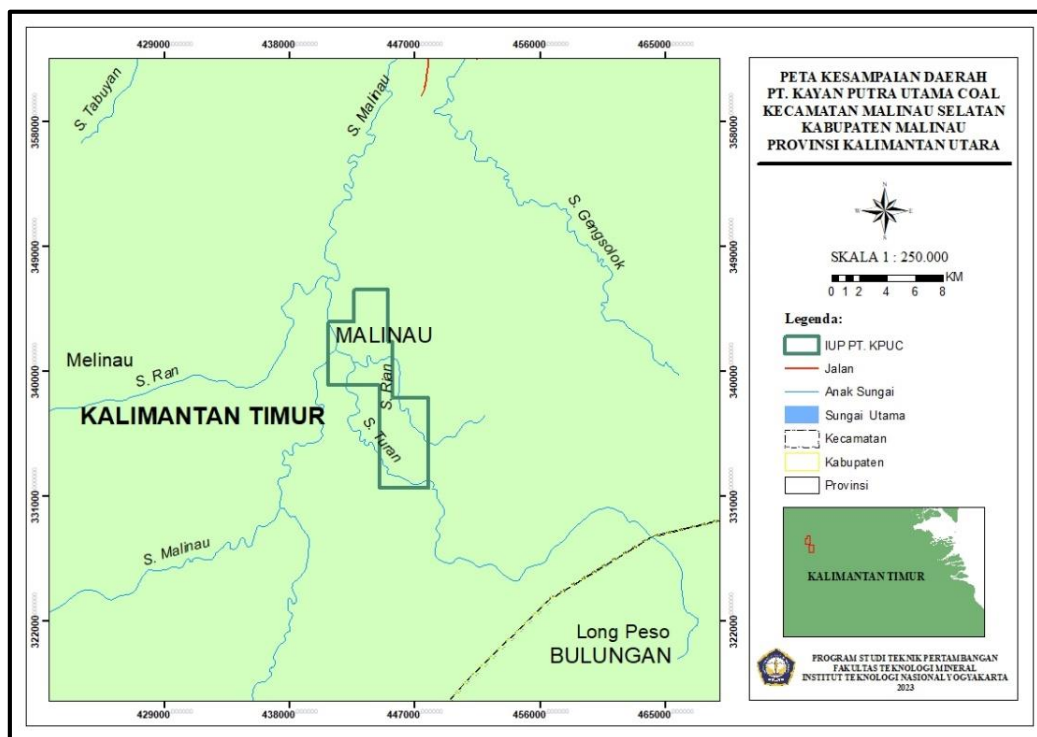 429000 438000 447000 456000 465000
358000 349000 340000 331000 322000
S. Tabuyan
S. Malinau
S. Gengsolok
MALINAU
Melinau
S. Ran
S. Rian
KALIMANTAN TIMUR
S. Turan
S. Malinau
Long Peso
BULUNGAN
358000 349000 340000 331000 322000
429000 438000 447000 456000 465000
PETA KESAMPAIAN DAERAH
PT. KAYAN PUTRA UTAMA COAL
KECAMATAN MALINAU SELATAN
KABUPATEN MALINAU
PROVINSI KALIMANTAN UTARA
N
W E
S
SKALA 1 : 250.000
KM
0 1 2 4 6 8
Legenda:
IUP PT. KPUC
Jalan
Anak Sungai
Sungai Utama
Kecamatan
Kabupaten
Provinsi
KALIMANTAN TIMUR
PROGRAM STUDI TEKNIK PERTAMBANGAN
FAKULTAS TEKNOLOGI MINERAL
INSTITUT TEKNOLOGI NASIONAL YOGYAKARTA
2023